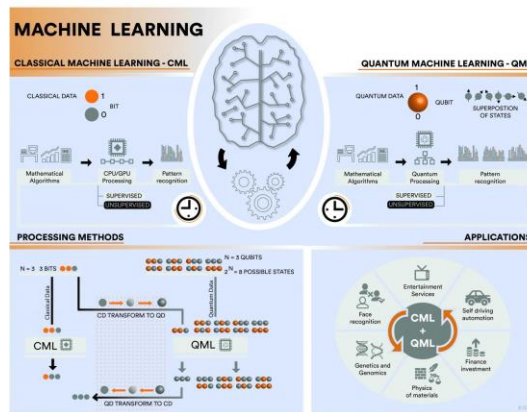 MACHINE LEARNING
CLASSICAL MACHINE LEARNING - CML
CLASSICAL DATA
1
BIT
0
Mathematical
Algorithms
CPU/GPU
Processing
Pattern
recognition
SUPERVISED
UNSUPERVISED
QUANTUM MACHINE LEARNING - QM
QUANTUM DATA
1
QUBIT
0
SUPERPOSTION
OF STATES
Mathematical
Algorithms
Quantum
Processing
Pattern
recognition
SUPERVISED
UNSUPERVISED
PROCESSING METHODS
N = 3 3 BITS
N = 3 QUBITS
2^N = 8 POSSIBLE STATES
Classical Data
Quantum Data
CD TRANSFORM TO QD
CML
QML
QD TRANSFORM TO CD
APPLICATIONS
Entertainment
Services
Face
recognition
Self driving
automotion
CML
+
QML
Genetics and
Genomics
Finance
investment
Physics
of materials